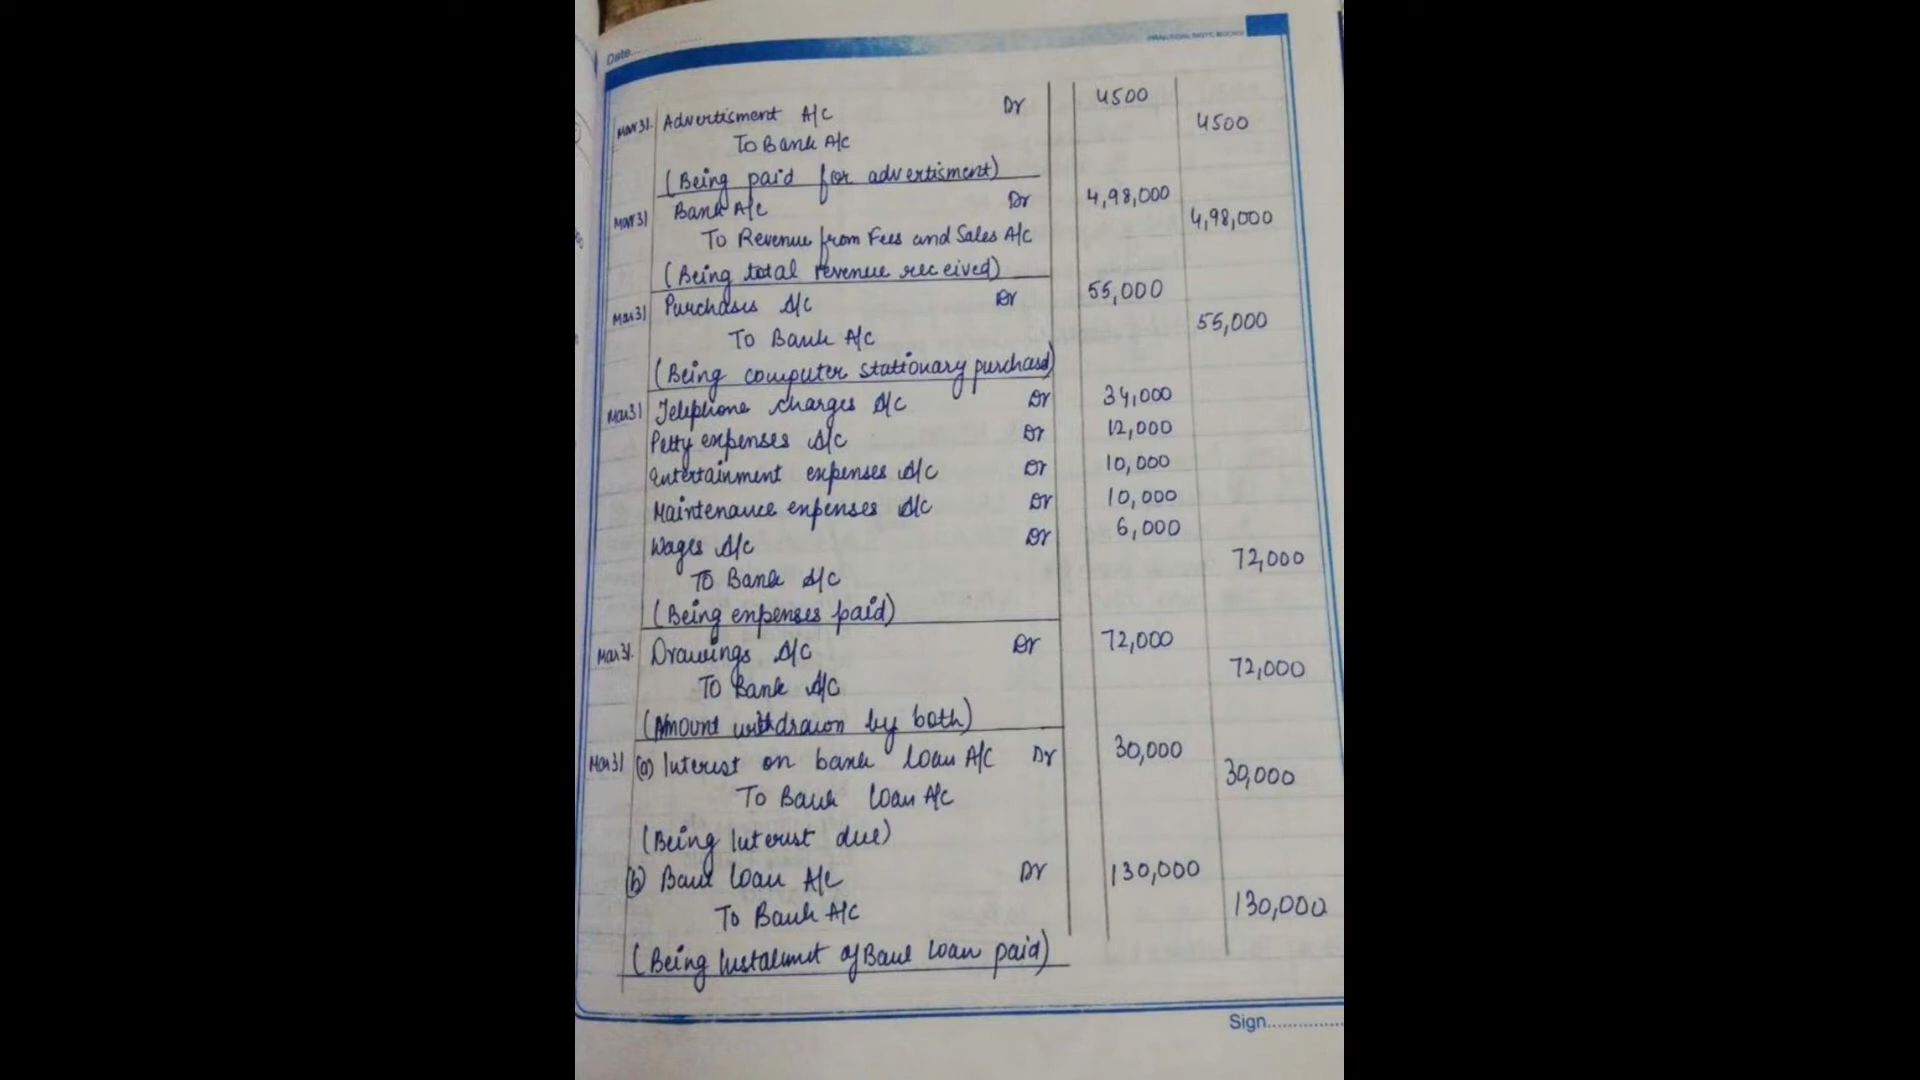 Date..................
PRACTICAL NOTE BOOKS
Mar 31. Advertisment A/c Dr 4500
To Bank A/c 4500
(Being paid for advertisment)
Mar 31 Bank A/c Dr 4,98,000
To Revenue from Fees and Sales A/c 4,98,000
(Being total revenue received)
Mar 31 Purchases A/c Dr 55,000
To Bank A/c 55,000
(Being computer stationary purchased)
Mar 31 Telephone charges A/c Dr 34,000
Petty expenses A/c Dr 12,000
Entertainment expenses A/c Dr 10,000
Maintenance expenses A/c Dr 10,000
Wages A/c Dr 6,000
To Bank A/c 72,000
(Being expenses paid)
Mar 31. Drawings A/c Dr 72,000
To Bank A/c 72,000
(Amount withdrawn by both)
Mar 31 (a) Interest on bank loan A/C Dr 30,000
To Bank loan A/c 30,000
(Being Interest due)
(b) Bank loan A/c Dr 130,000
To Bank A/c 130,000
(Being Instalment of Bank loan paid)
Sign...............